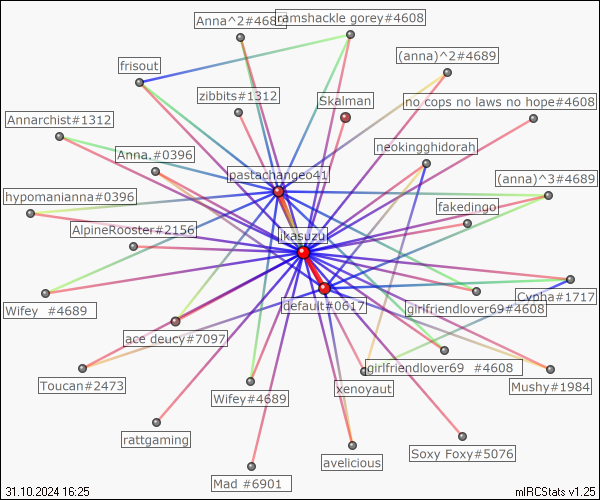 Anna^2#4689
ramshackle gorey#4608
frisout
(anna)^2#4689
zibbits#1312
Skalman
no cops no laws no hope#4608
Annarchist#1312
Anna.#0396
neokingghidorah
pastachangeo41
(anna)^3#4689
hypomanianna#0396
fakedingo
AlpineRooster#2156
ikasuzu
Cypha#1717
Wifey #4689
default#0617
girlfriendlover69#4608
ace deucy#7097
girlfriendlover69 #4608
Toucan#2473
xenoyaut
Mushy#1984
Wifey#4689
rattgaming
avelicious
Soxy Foxy#5076
Mad #6901
31.10.2024 16:25
mIRCStats v1.25